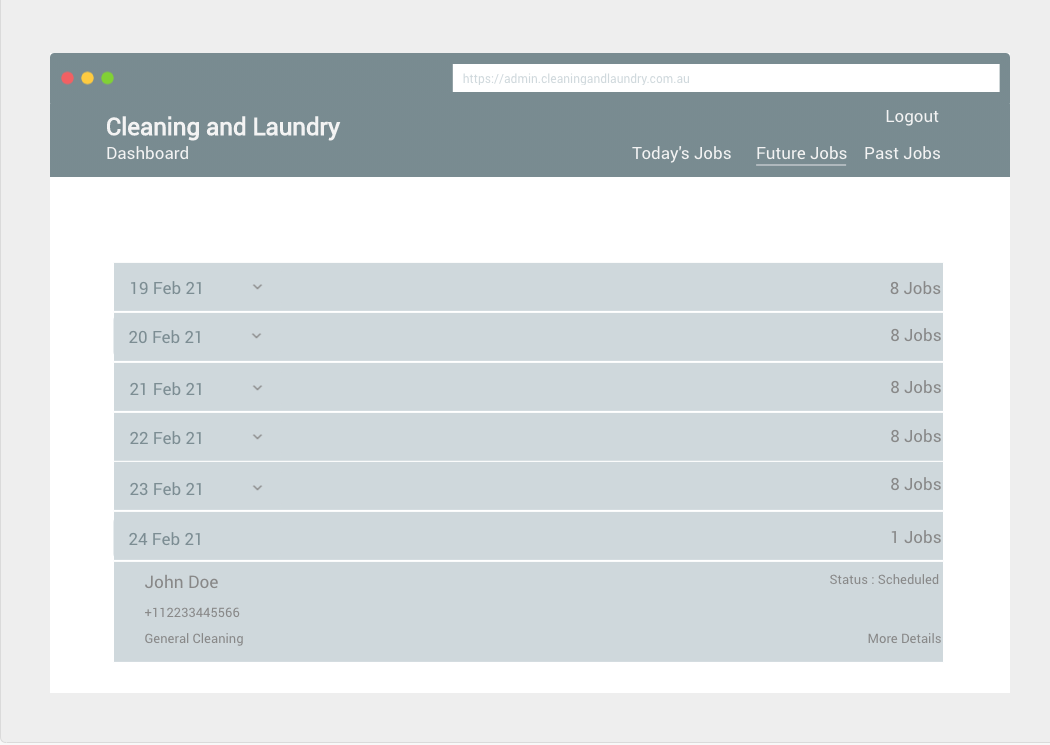 https://admin.cleaningandlaundry.com.au
Logout
Cleaning and Laundry
Dashboard
Today's Jobs Future Jobs Past Jobs
19 Feb 21 8 Jobs
20 Feb 21 8 Jobs
21 Feb 21 8 Jobs
22 Feb 21 8 Jobs
23 Feb 21 8 Jobs
24 Feb 21 1 Jobs
John Doe Status : Scheduled
+112233445566
General Cleaning More Details